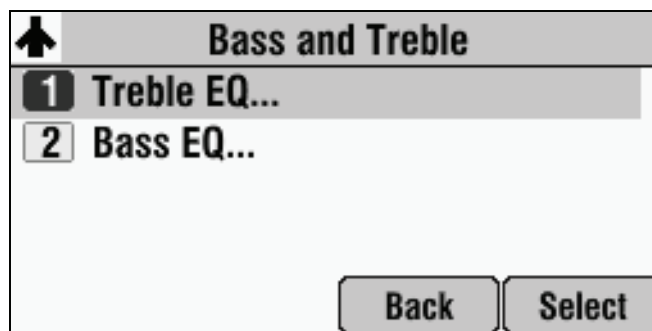 Bass and Treble
1 Treble EQ...
2 Bass EQ...
Back Select